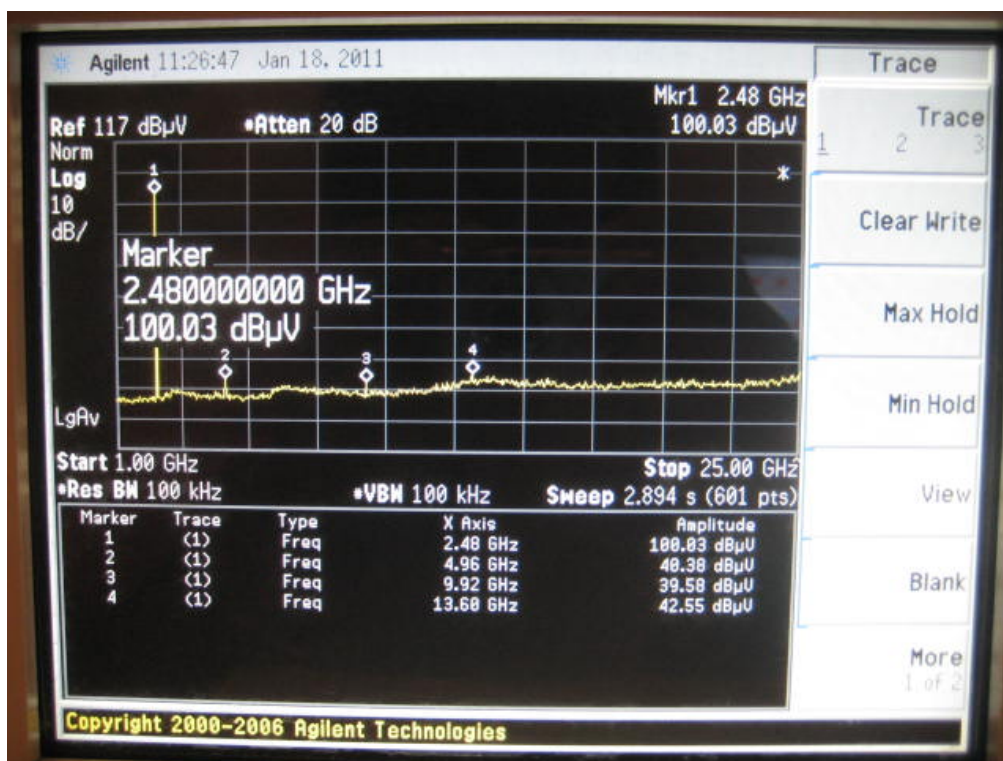 Agilent 11:26:47 Jan 18, 2011
Trace
Mkr1 2.48 GHz
Ref 117 dBµV •Atten 20 dB 100.03 dBµV
Norm
Log
10
dB/
1
*
Marker
2.480000000 GHz
100.03 dBµV
2
3
4
LgAv
Start 1.00 GHz Stop 25.00 GHz
•Res BW 100 kHz •VBW 100 kHz Sweep 2.894 s (601 pts)
Marker Trace Type X Axis Amplitude
1 (1) Freq 2.48 GHz 100.03 dBµV
2 (1) Freq 4.96 GHz 40.38 dBµV
3 (1) Freq 9.92 GHz 39.58 dBµV
4 (1) Freq 13.60 GHz 42.55 dBµV
Trace
1 2 3
Clear Write
Max Hold
Min Hold
View
Blank
More
1 of 2
Copyright 2000-2006 Agilent Technologies